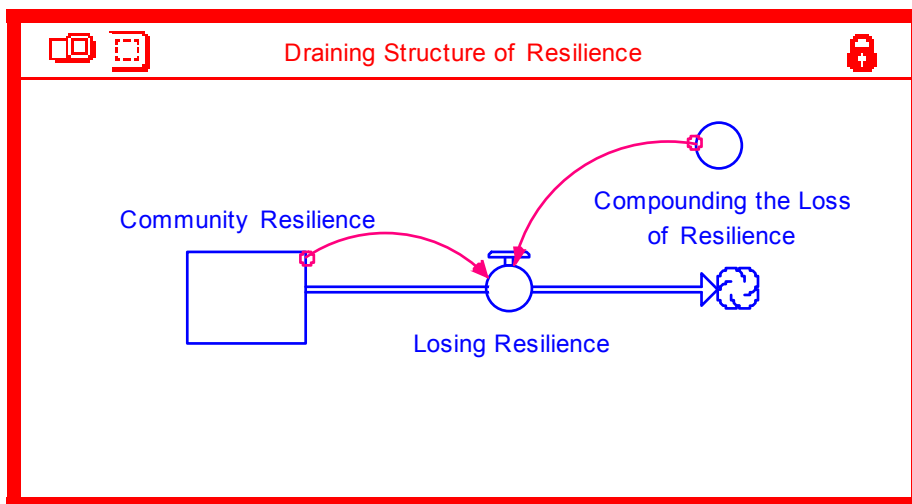 Draining Structure of Resilience
Community Resilience
Compounding the Loss
of Resilience
Losing Resilience